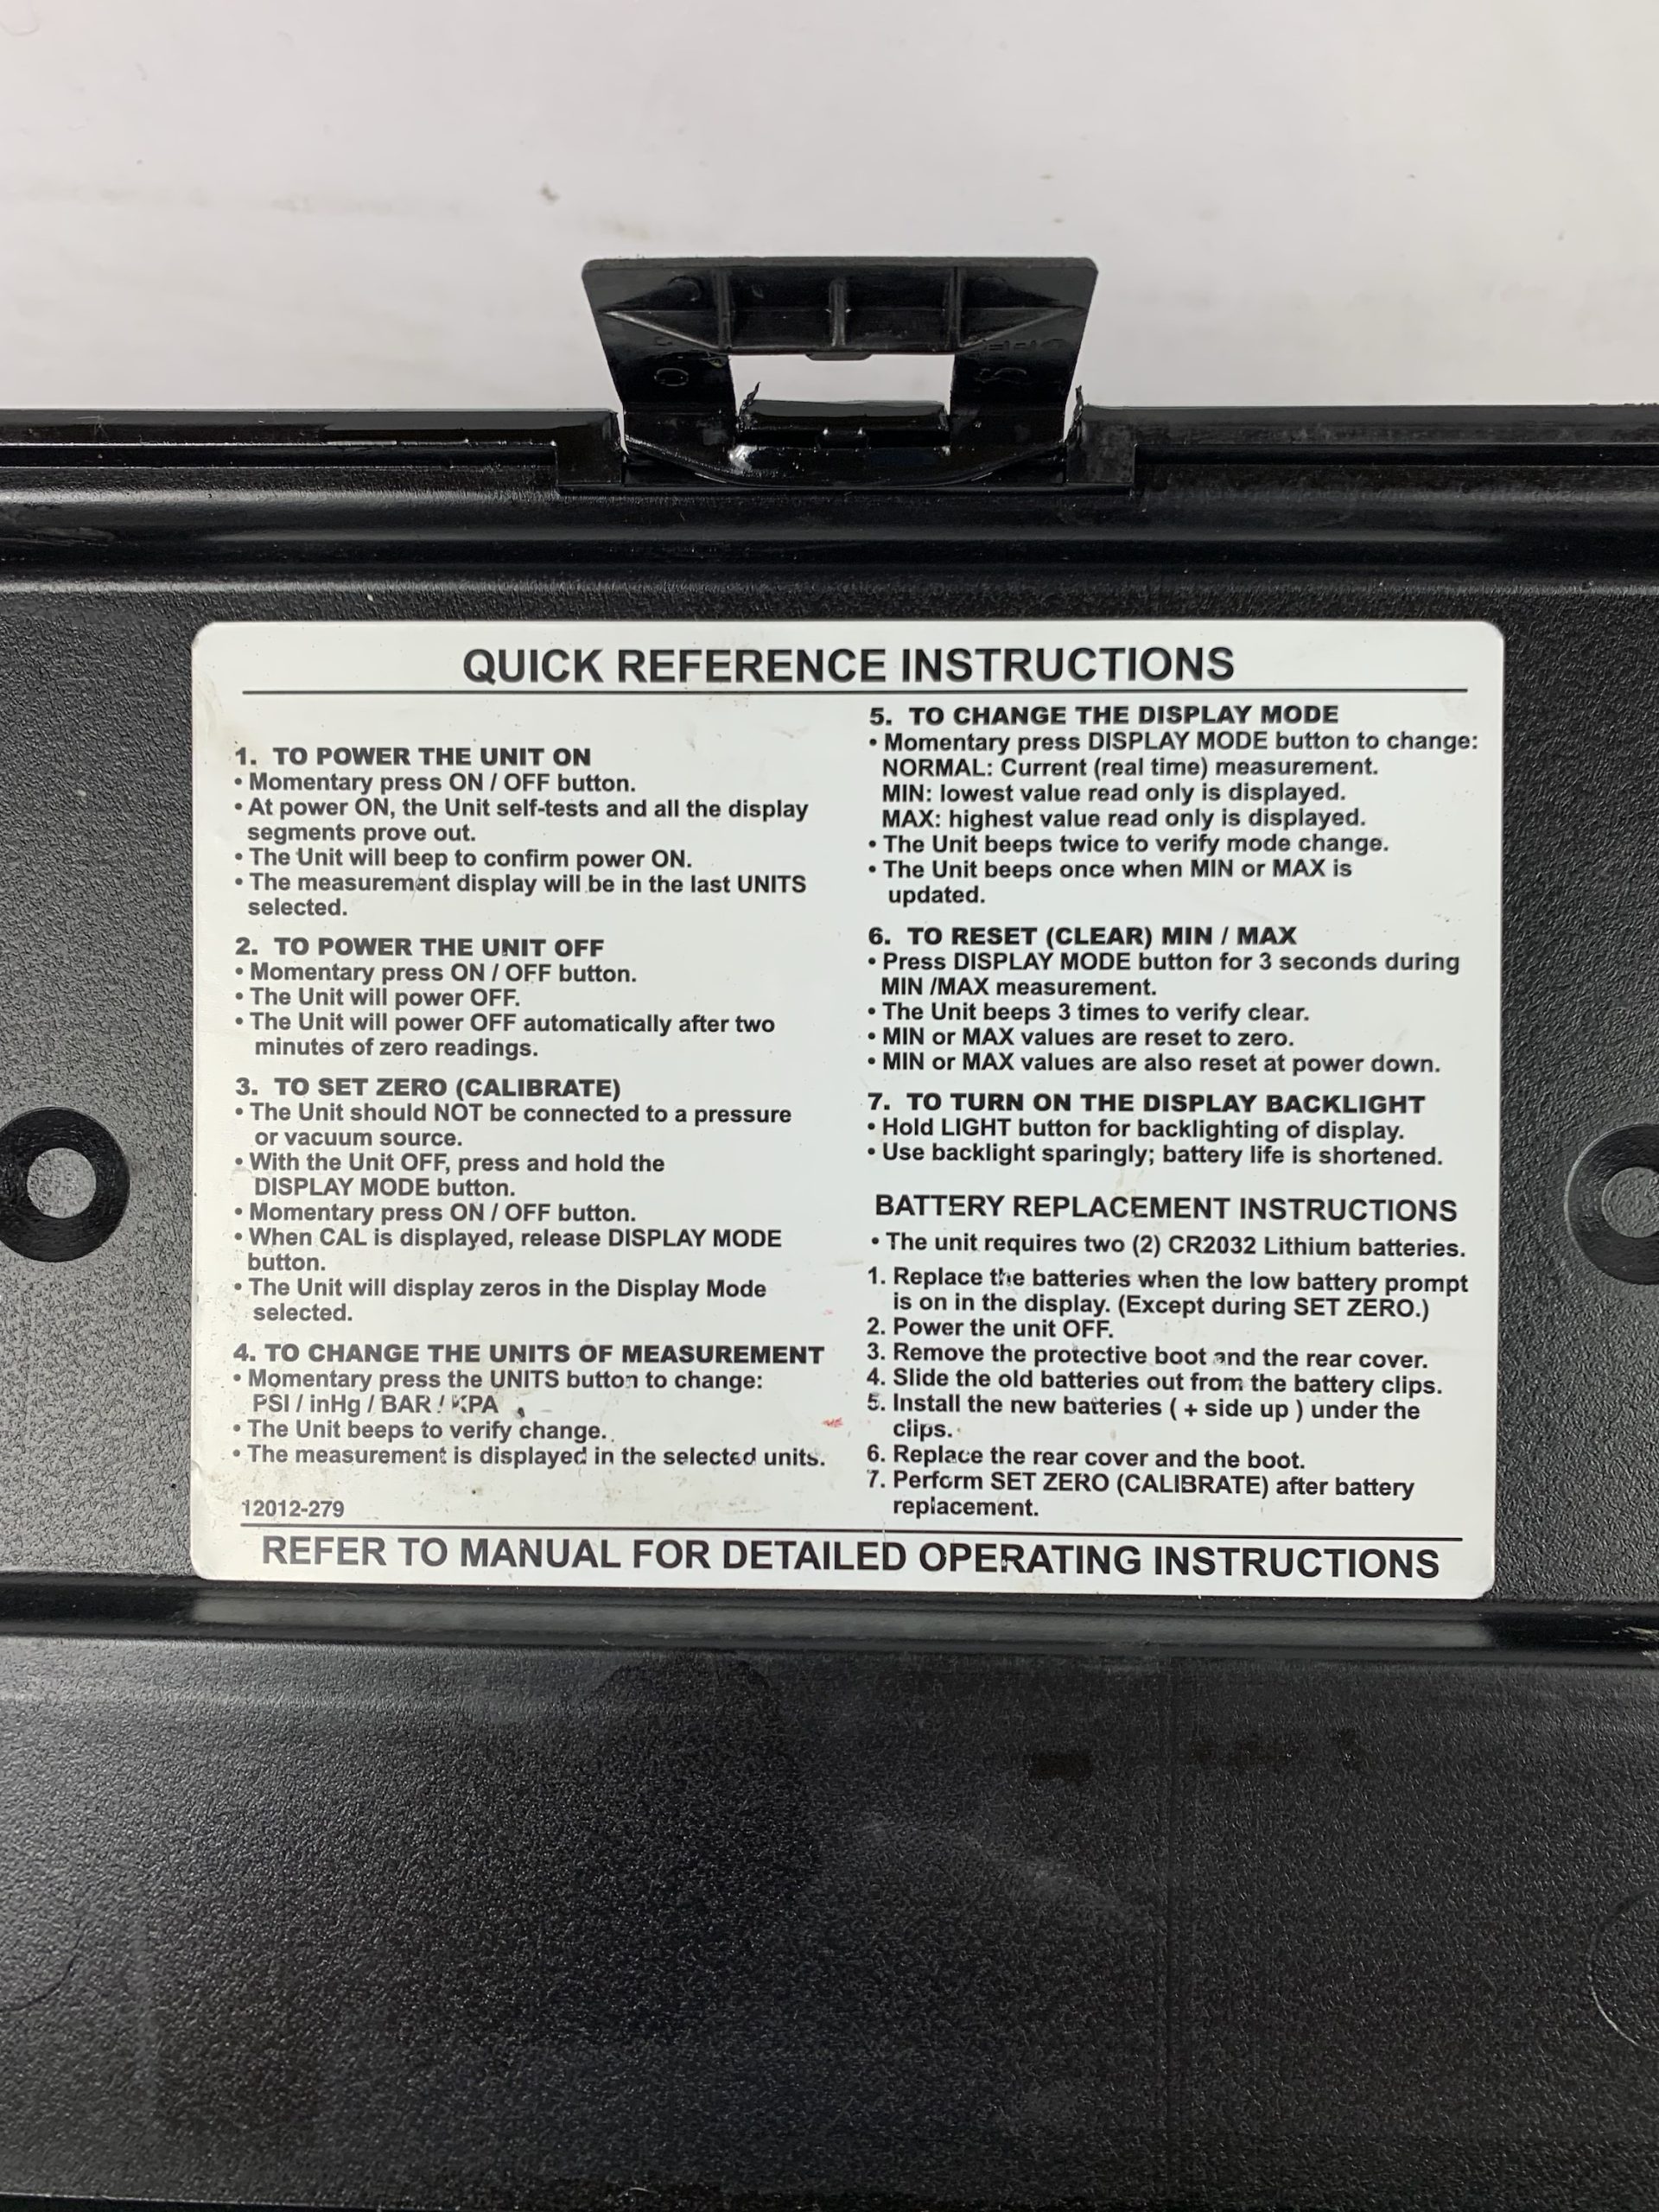 QUICK REFERENCE INSTRUCTIONS
1. TO POWER THE UNIT ON
• Momentary press ON / OFF button.
• At power ON, the Unit self-tests and all the display
segments prove out.
• The Unit will beep to confirm power ON.
• The measurement display will be in the last UNITS
selected.
2. TO POWER THE UNIT OFF
• Momentary press ON / OFF button.
• The Unit will power OFF.
• The Unit will power OFF automatically after two
minutes of zero readings.
3. TO SET ZERO (CALIBRATE)
• The Unit should NOT be connected to a pressure
or vacuum source.
• With the Unit OFF, press and hold the
DISPLAY MODE button.
• Momentary press ON / OFF button.
• When CAL is displayed, release DISPLAY MODE
button.
• The Unit will display zeros in the Display Mode
selected.
4. TO CHANGE THE UNITS OF MEASUREMENT
• Momentary press the UNITS button to change:
PSI / inHg / BAR / KPA
• The Unit beeps to verify change.
• The measurement is displayed in the selected units.
12012-279
5. TO CHANGE THE DISPLAY MODE
• Momentary press DISPLAY MODE button to change:
NORMAL: Current (real time) measurement.
MIN: lowest value read only is displayed.
MAX: highest value read only is displayed.
• The Unit beeps twice to verify mode change.
• The Unit beeps once when MIN or MAX is
updated.
6. TO RESET (CLEAR) MIN / MAX
• Press DISPLAY MODE button for 3 seconds during
MIN /MAX measurement.
• The Unit beeps 3 times to verify clear.
• MIN or MAX values are reset to zero.
• MIN or MAX values are also reset at power down.
7. TO TURN ON THE DISPLAY BACKLIGHT
• Hold LIGHT button for backlighting of display.
• Use backlight sparingly; battery life is shortened.
BATTERY REPLACEMENT INSTRUCTIONS
• The unit requires two (2) CR2032 Lithium batteries.
1. Replace the batteries when the low battery prompt
is on in the display. (Except during SET ZERO.)
2. Power the unit OFF.
3. Remove the protective boot and the rear cover.
4. Slide the old batteries out from the battery clips.
5. Install the new batteries ( + side up ) under the
clips.
6. Replace the rear cover and the boot.
7. Perform SET ZERO (CALIBRATE) after battery
replacement.
REFER TO MANUAL FOR DETAILED OPERATING INSTRUCTIONS